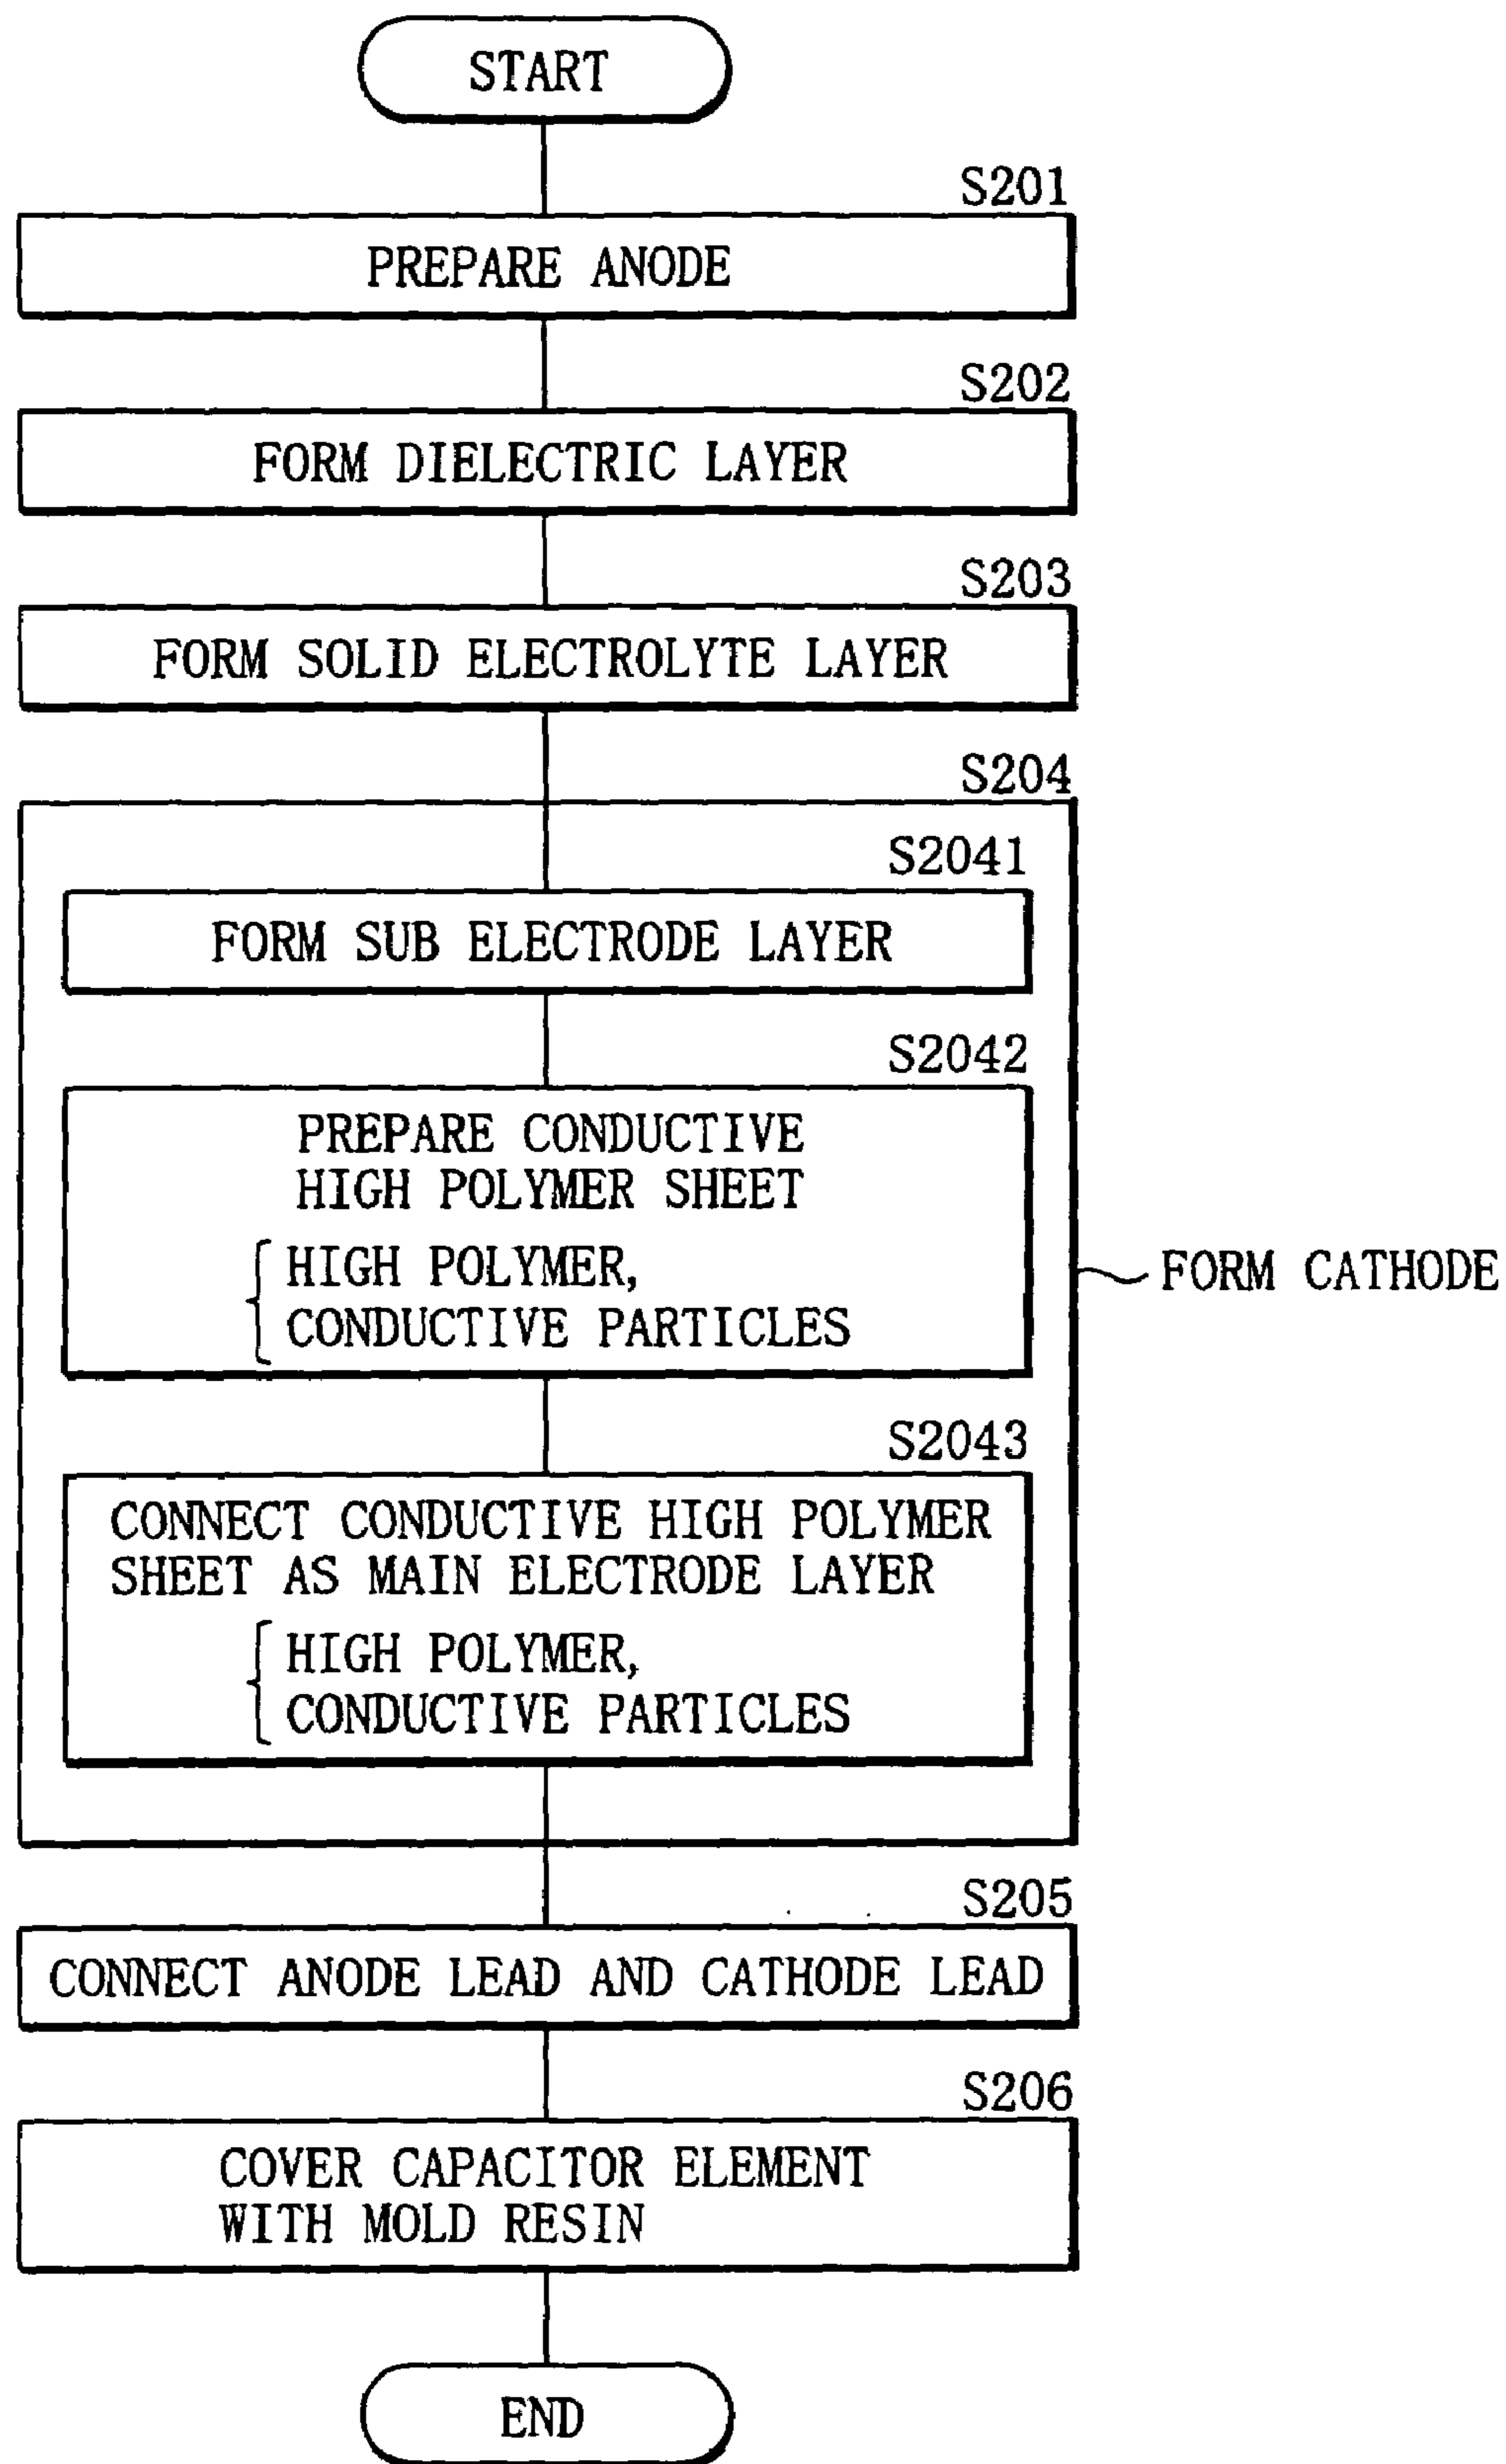 START
S201
PREPARE ANODE
S202
FORM DIELECTRIC LAYER
S203
FORM SOLID ELECTROLYTE LAYER
S204
S2041
FORM SUB ELECTRODE LAYER
S2042
PREPARE CONDUCTIVE
HIGH POLYMER SHEET
HIGH POLYMER,
CONDUCTIVE PARTICLES
FORM CATHODE
S2043
CONNECT CONDUCTIVE HIGH POLYMER
SHEET AS MAIN ELECTRODE LAYER
HIGH POLYMER,
CONDUCTIVE PARTICLES
S205
CONNECT ANODE LEAD AND CATHODE LEAD
S206
COVER CAPACITOR ELEMENT
WITH MOLD RESIN
END